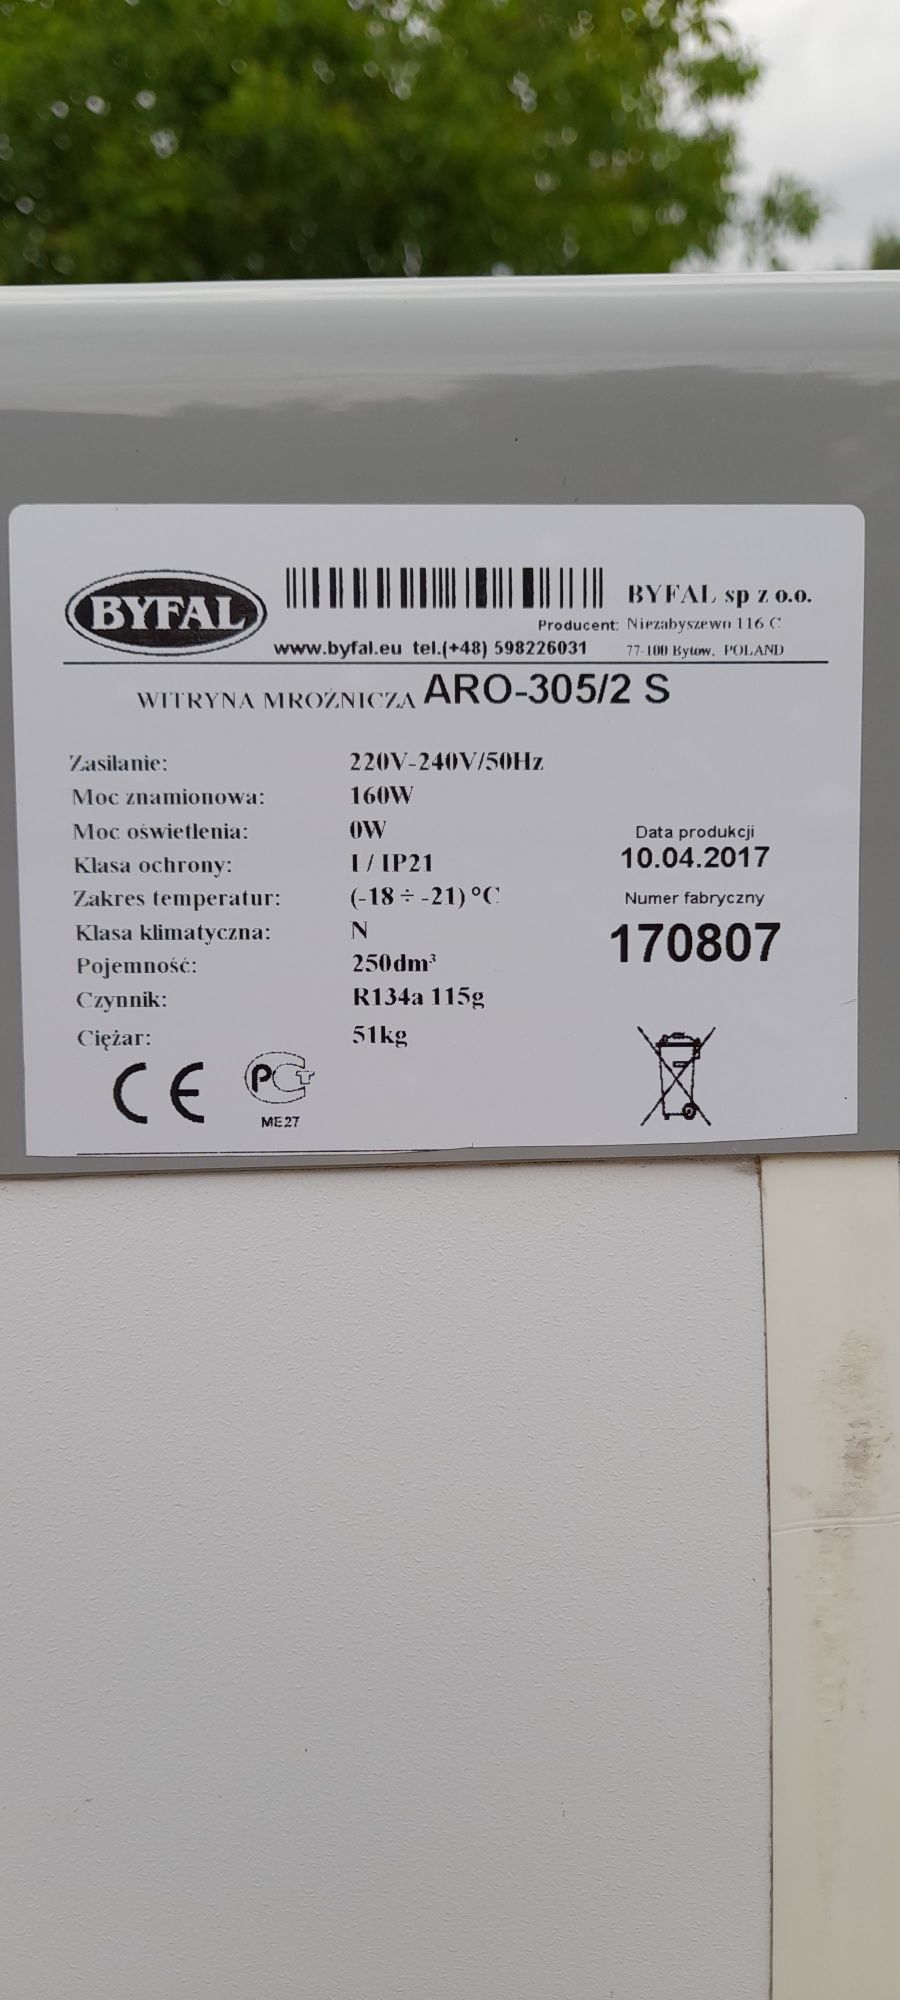 BYFAL
BYFAL sp z o.o.
Producent: Niezabyszewo 116 C
www.byfal.eu tel.(+48) 598226031
77-100 Bytów, POLAND
WITRYNA MROŹNICZA ARO-305/2 S
Zasilanie: 220V-240V/50Hz
Moc znamionowa: 160W
Moc oświetlenia: 0W
Klasa ochrony: I / IP21
Zakres temperatur: (-18 ÷ -21) °C
Klasa klimatyczna: N
Pojemność: 250dm³
Czynnik: R134a 115g
Ciężar: 51kg
Data produkcji
10.04.2017
Numer fabryczny
170807
CE
PCT
ME27